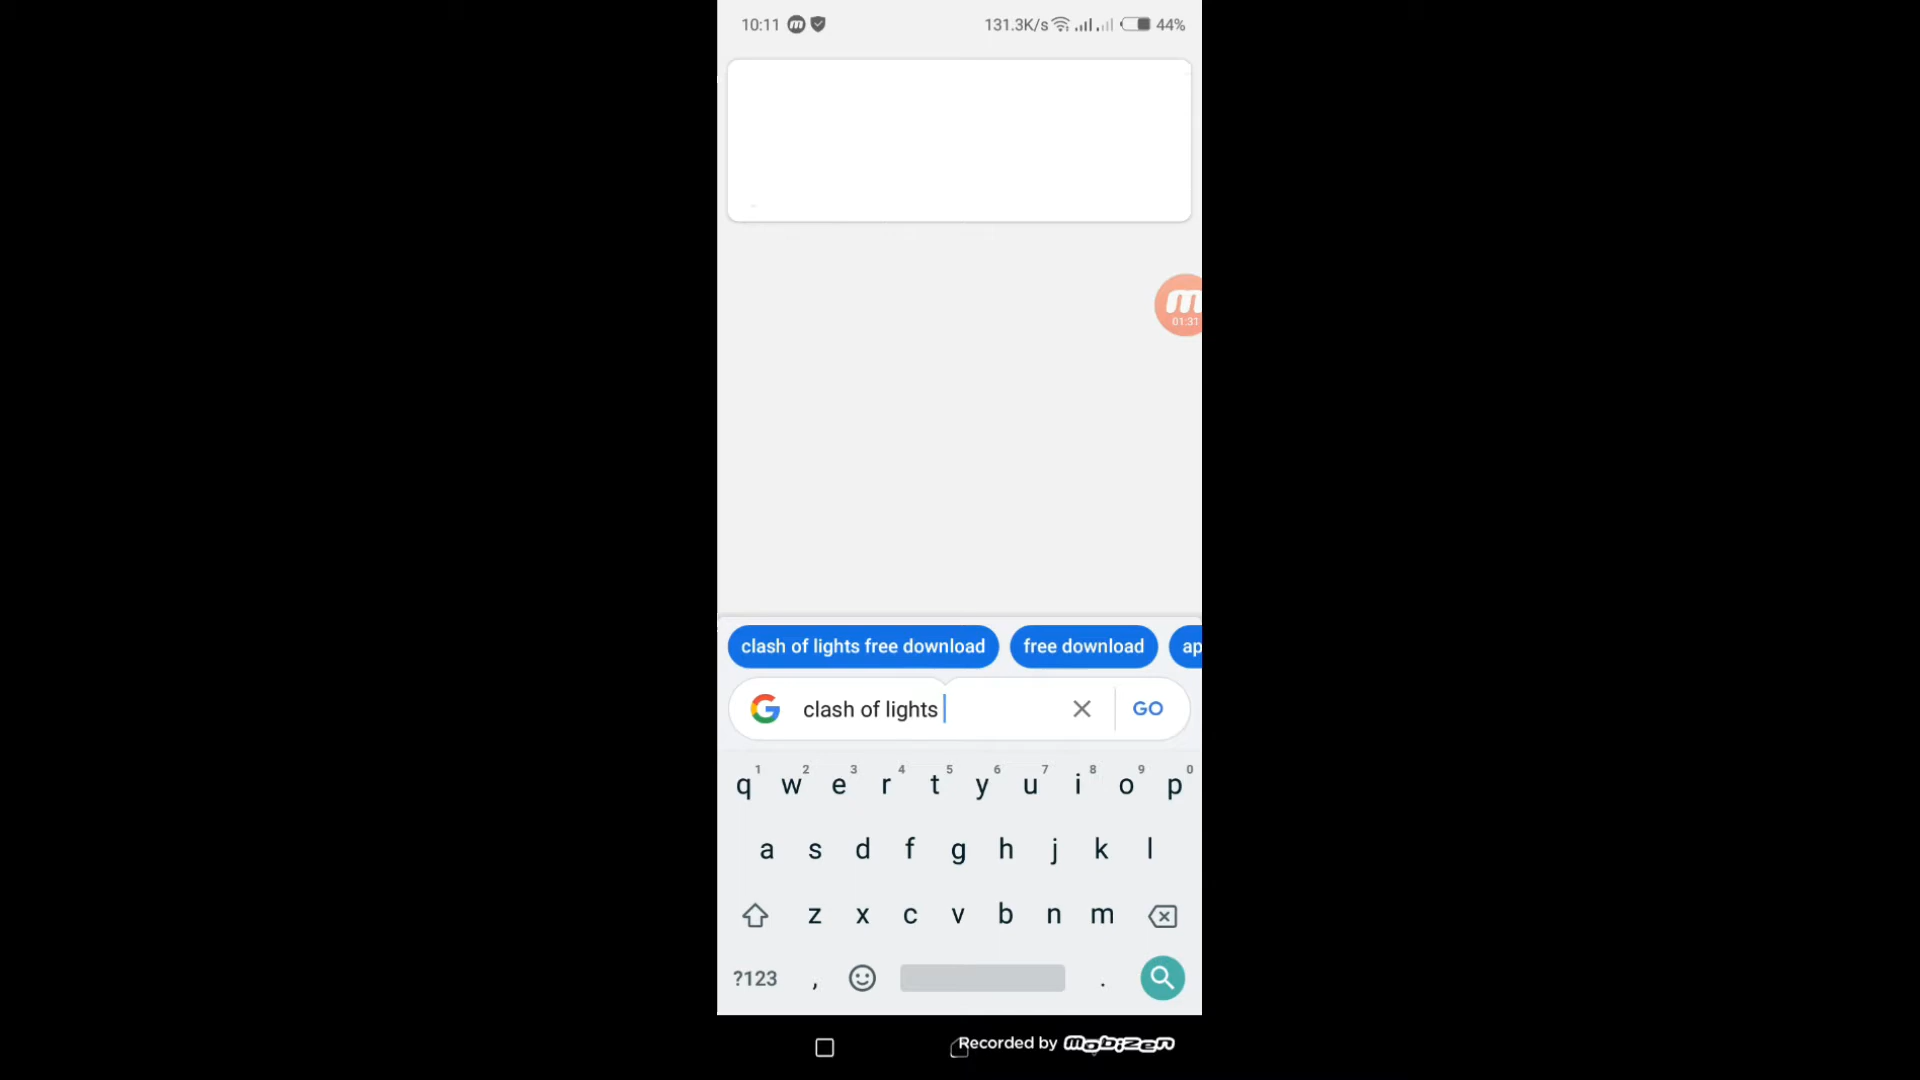 10:11 131.3K/s 44%
01:31
clash of lights free download free download ap
clash of lights GO
1 2 3 4 5 6 7 8 9 0
q w e r t y u i o p
a s d f g h j k l
z x c v b n m
?123 , .
Recorded by Mobizen